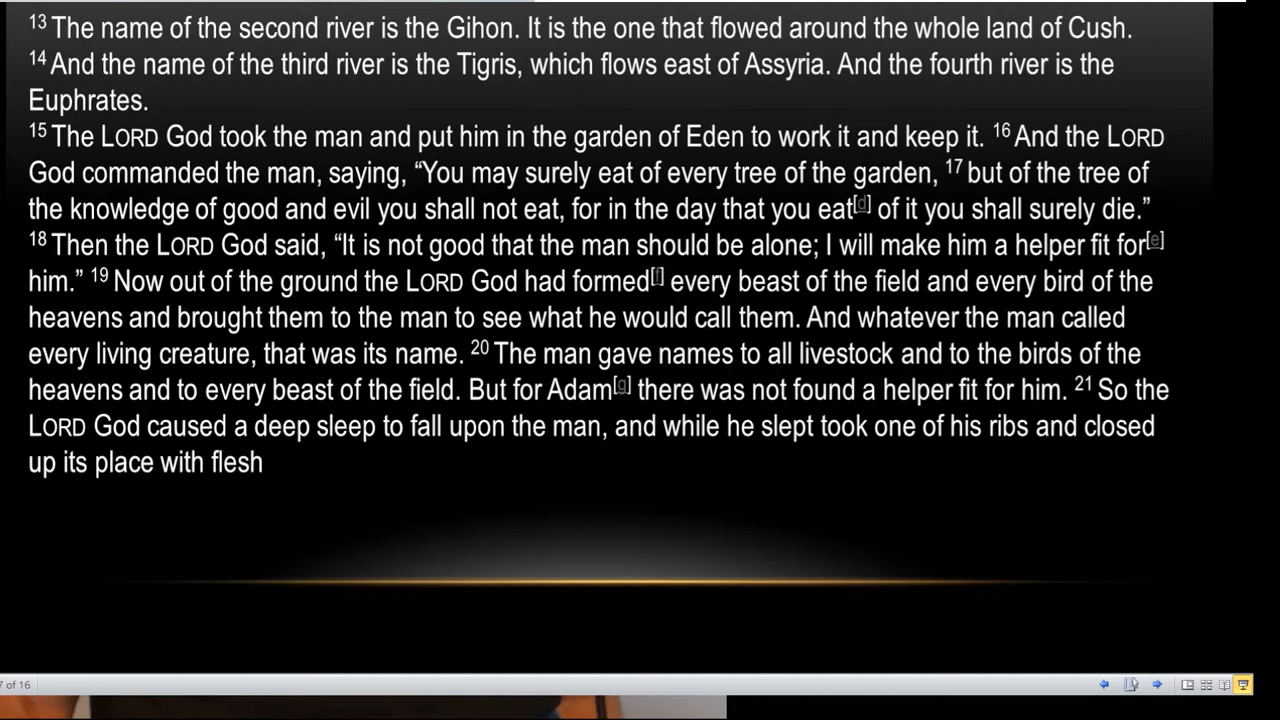 13 The name of the second river is the Gihon. It is the one that flowed around the whole land of Cush.
14 And the name of the third river is the Tigris, which flows east of Assyria. And the fourth river is the
Euphrates.
15 The LORD God took the man and put him in the garden of Eden to work it and keep it. 16 And the LORD
God commanded the man, saying, “You may surely eat of every tree of the garden, 17 but of the tree of
the knowledge of good and evil you shall not eat, for in the day that you eat[d] of it you shall surely die.”
18 Then the LORD God said, “It is not good that the man should be alone; I will make him a helper fit for[e]
him.” 19 Now out of the ground the LORD God had formed[f] every beast of the field and every bird of the
heavens and brought them to the man to see what he would call them. And whatever the man called
every living creature, that was its name. 20 The man gave names to all livestock and to the birds of the
heavens and to every beast of the field. But for Adam[g] there was not found a helper fit for him. 21 So the
LORD God caused a deep sleep to fall upon the man, and while he slept took one of his ribs and closed
up its place with flesh
7 of 16